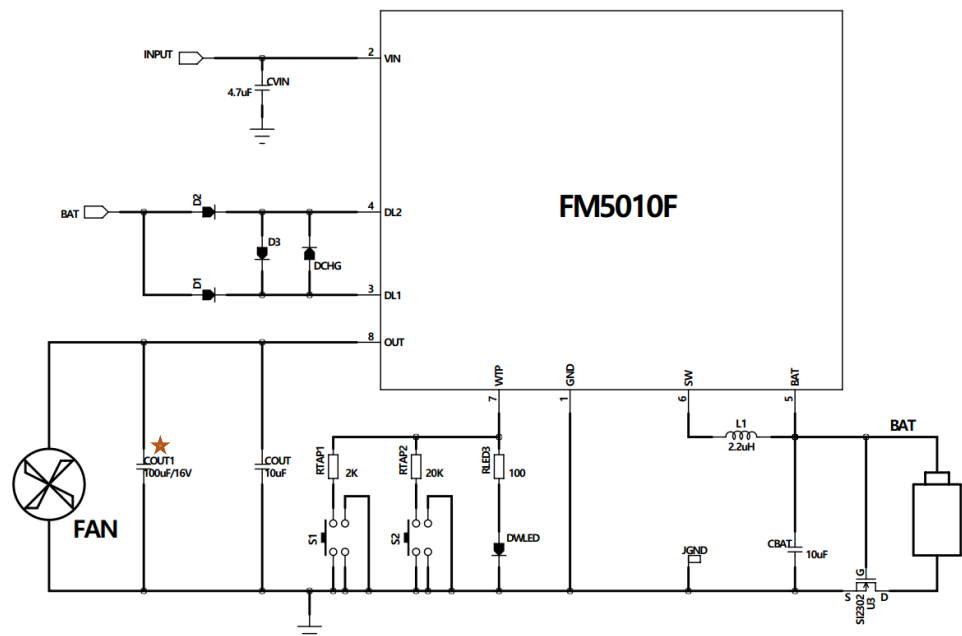 INPUT
2
VIN
CVIN
4.7uF
FM5010F
BAT
D2
4
DL2
D3
DCHG
D1
3
DL1
8
OUT
WTP
GND
SW
BAT
7
1
6
5
L1
2.2uH
BAT
COUT1
100uF/16V
COUT
10uF
RTAP1
2K
RTAP2
20K
RLED3
100
FAN
S1
S2
DWLED
JGND
CBAT
10uF
G
S
D
SI2302
U3